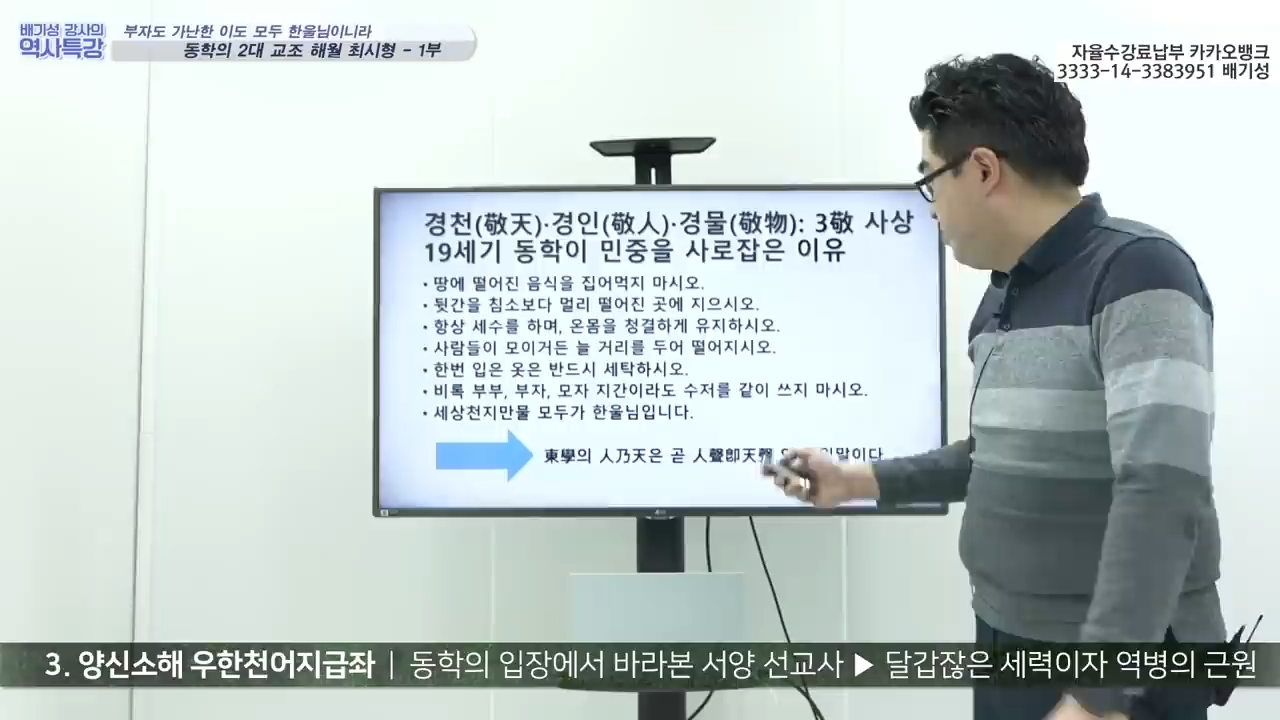 배기성 강사의
역사특강
부자도 가난한 이도 모두 한울님이니라
동학의 2대 교조 해월 최시형 - 1부
자율수강료납부 카카오뱅크
3333-14-3383951 배기성
경천(敬天)·경인(敬人)·경물(敬物): 3敬 사상
19세기 동학이 민중을 사로잡은 이유
• 땅에 떨어진 음식을 집어먹지 마시오.
• 뒷간을 침소보다 멀리 떨어진 곳에 지으시오.
• 항상 세수를 하며, 온몸을 청결하게 유지하시오.
• 사람들이 모이거든 늘 거리를 두어 떨어지시오.
• 한번 입은 옷은 반드시 세탁하시오.
• 비록 부부, 부자, 모자 지간이라도 수저를 같이 쓰지 마시오.
• 세상천지만물 모두가 한울님입니다.
東學의 人乃天은 곧 人聲卽天聲
3. 양신소해 우한천어지급좌 | 동학의 입장에서 바라본 서양 선교사 ▶ 달갑잖은 세력이자 역병의 근원